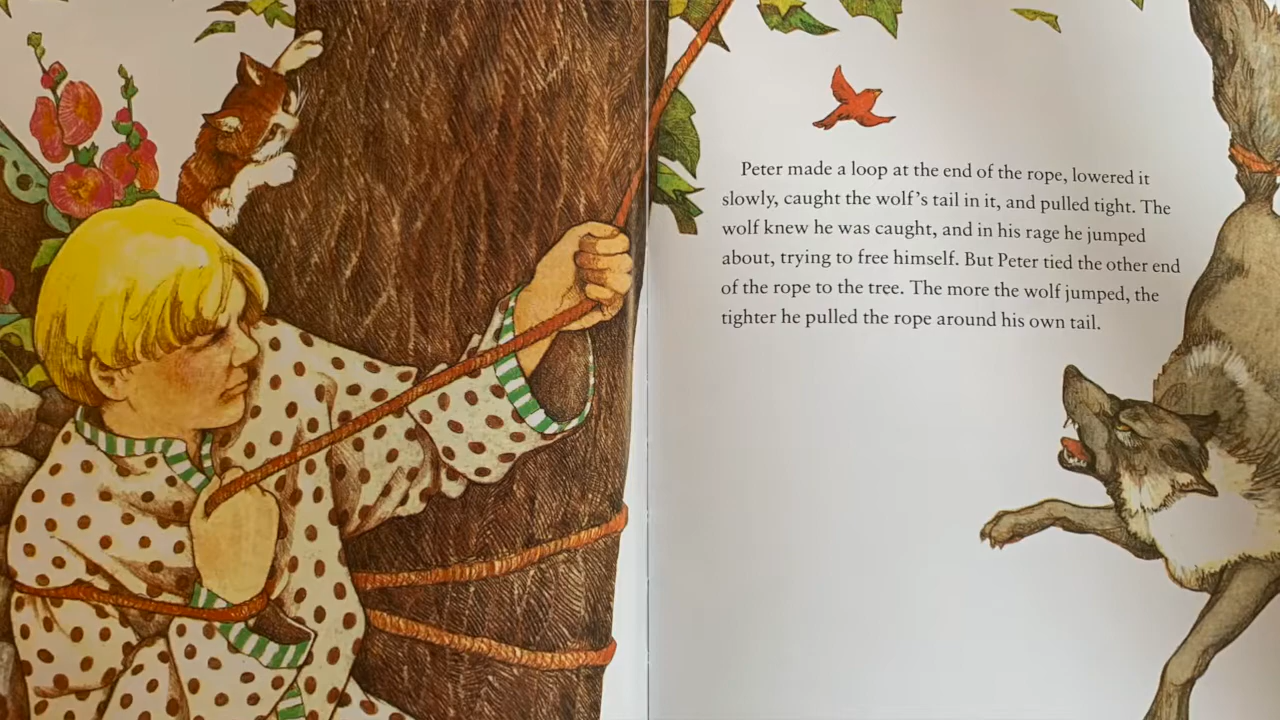 Peter made a loop at the end of the rope, lowered it
slowly, caught the wolf's tail in it, and pulled tight. The
wolf knew he was caught, and in his rage he jumped
about, trying to free himself. But Peter tied the other end
of the rope to the tree. The more the wolf jumped, the
tighter he pulled the rope around his own tail.